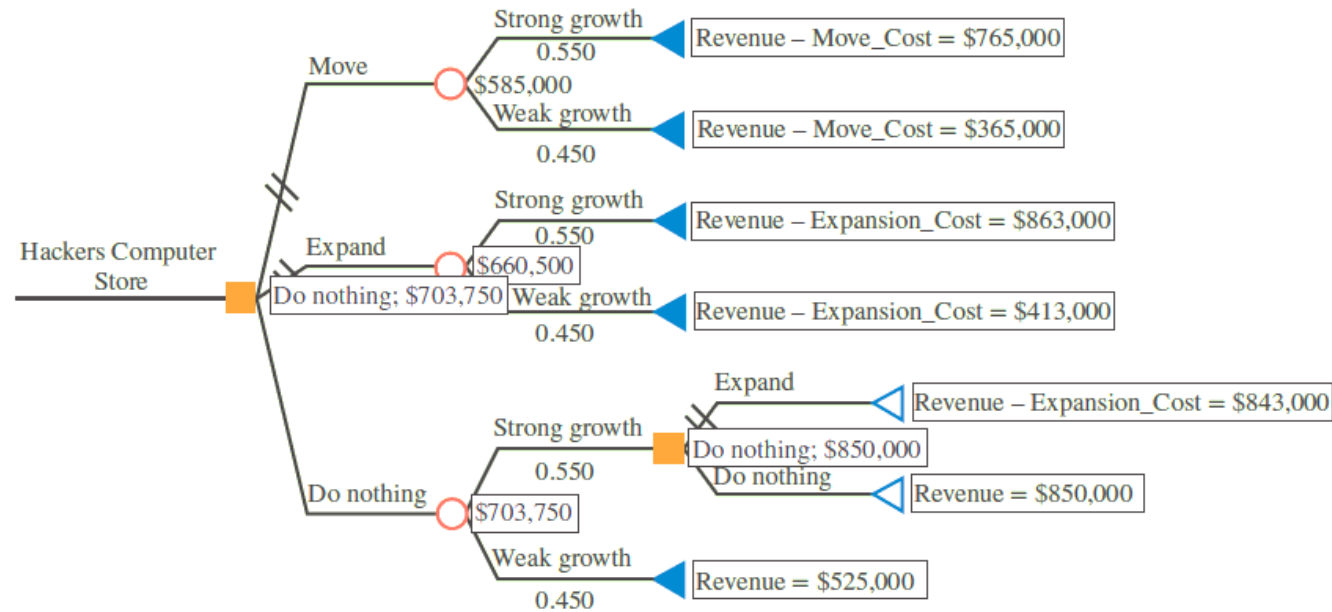 Strong growth
0.550
Revenue – Move_Cost = $765,000
Move
$585,000
Weak growth
0.450
Revenue – Move_Cost = $365,000
Strong growth
0.550
Revenue – Expansion_Cost = $863,000
Hackers Computer
Store
Expand
$660,500
Do nothing; $703,750
Weak growth
0.450
Revenue – Expansion_Cost = $413,000
Expand
Revenue – Expansion_Cost = $843,000
Strong growth
0.550
Do nothing; $850,000
Do nothing
Revenue = $850,000
Do nothing
$703,750
Weak growth
0.450
Revenue = $525,000